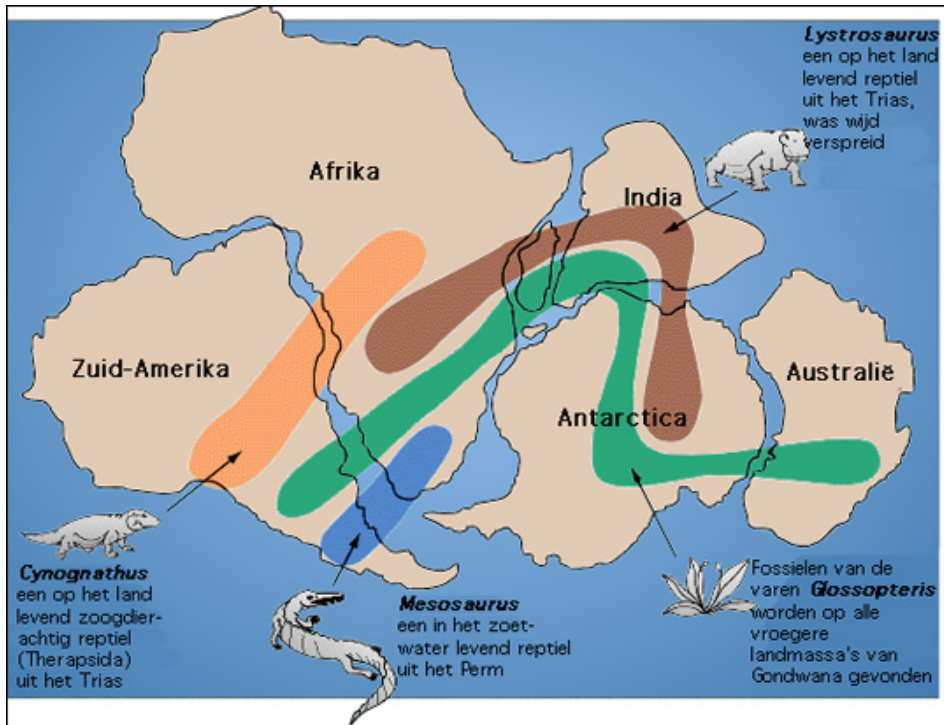 Lystrosaurus
een op het land
levend reptiel
uit het Trias,
was wijd
verspreid
Afrika
India
Zuid-Amerika
Australië
Antarctica
Cynognathus
een op het land
levend zoogdier-
achtig reptiel
(Therapsida)
uit het Trias
Mesosaurus
een in het zoet-
water levend reptiel
uit het Perm
Fossielen van de
varen Glossopteris
worden op alle
vroegere
landmassa's van
Gondwana gevonden